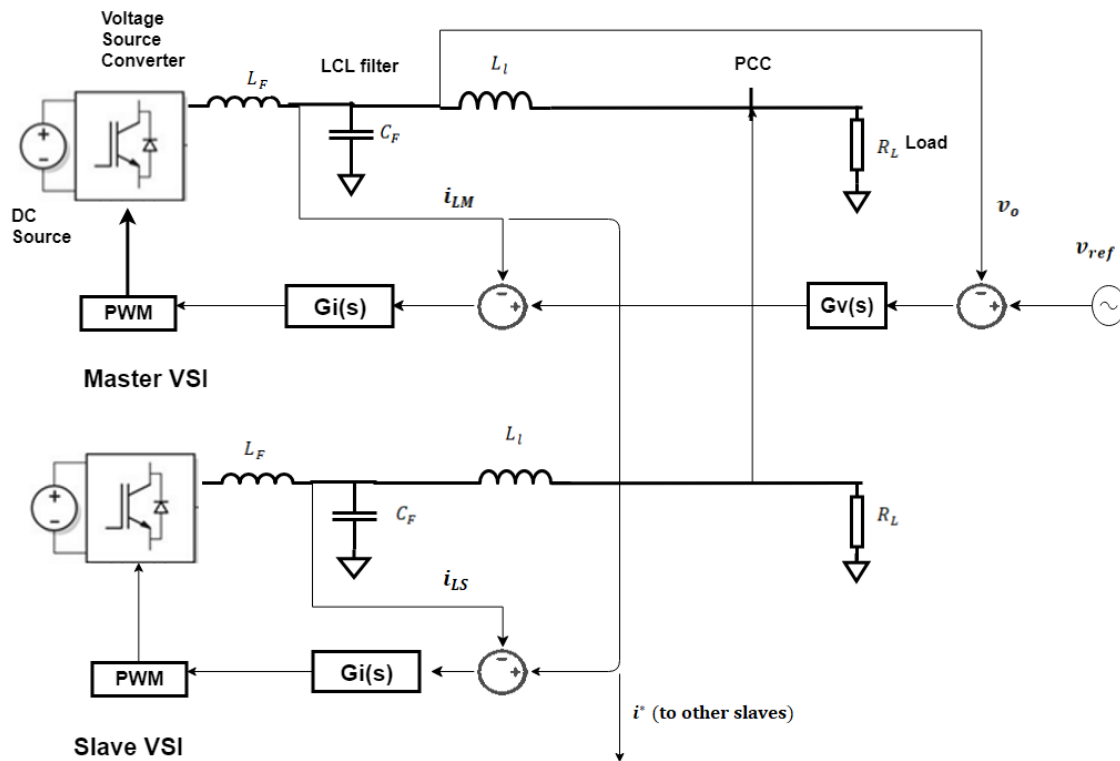 Voltage
Source
Converter
L_F
LCL filter
L_l
PCC
C_F
R_L Load
DC
Source
i_LM
v_o
v_ref
PWM
Gi(s)
-
+
Gv(s)
-
+
Master VSI
L_F
L_l
C_F
R_L
i_LS
PWM
Gi(s)
-
+
i* (to other slaves)
Slave VSI